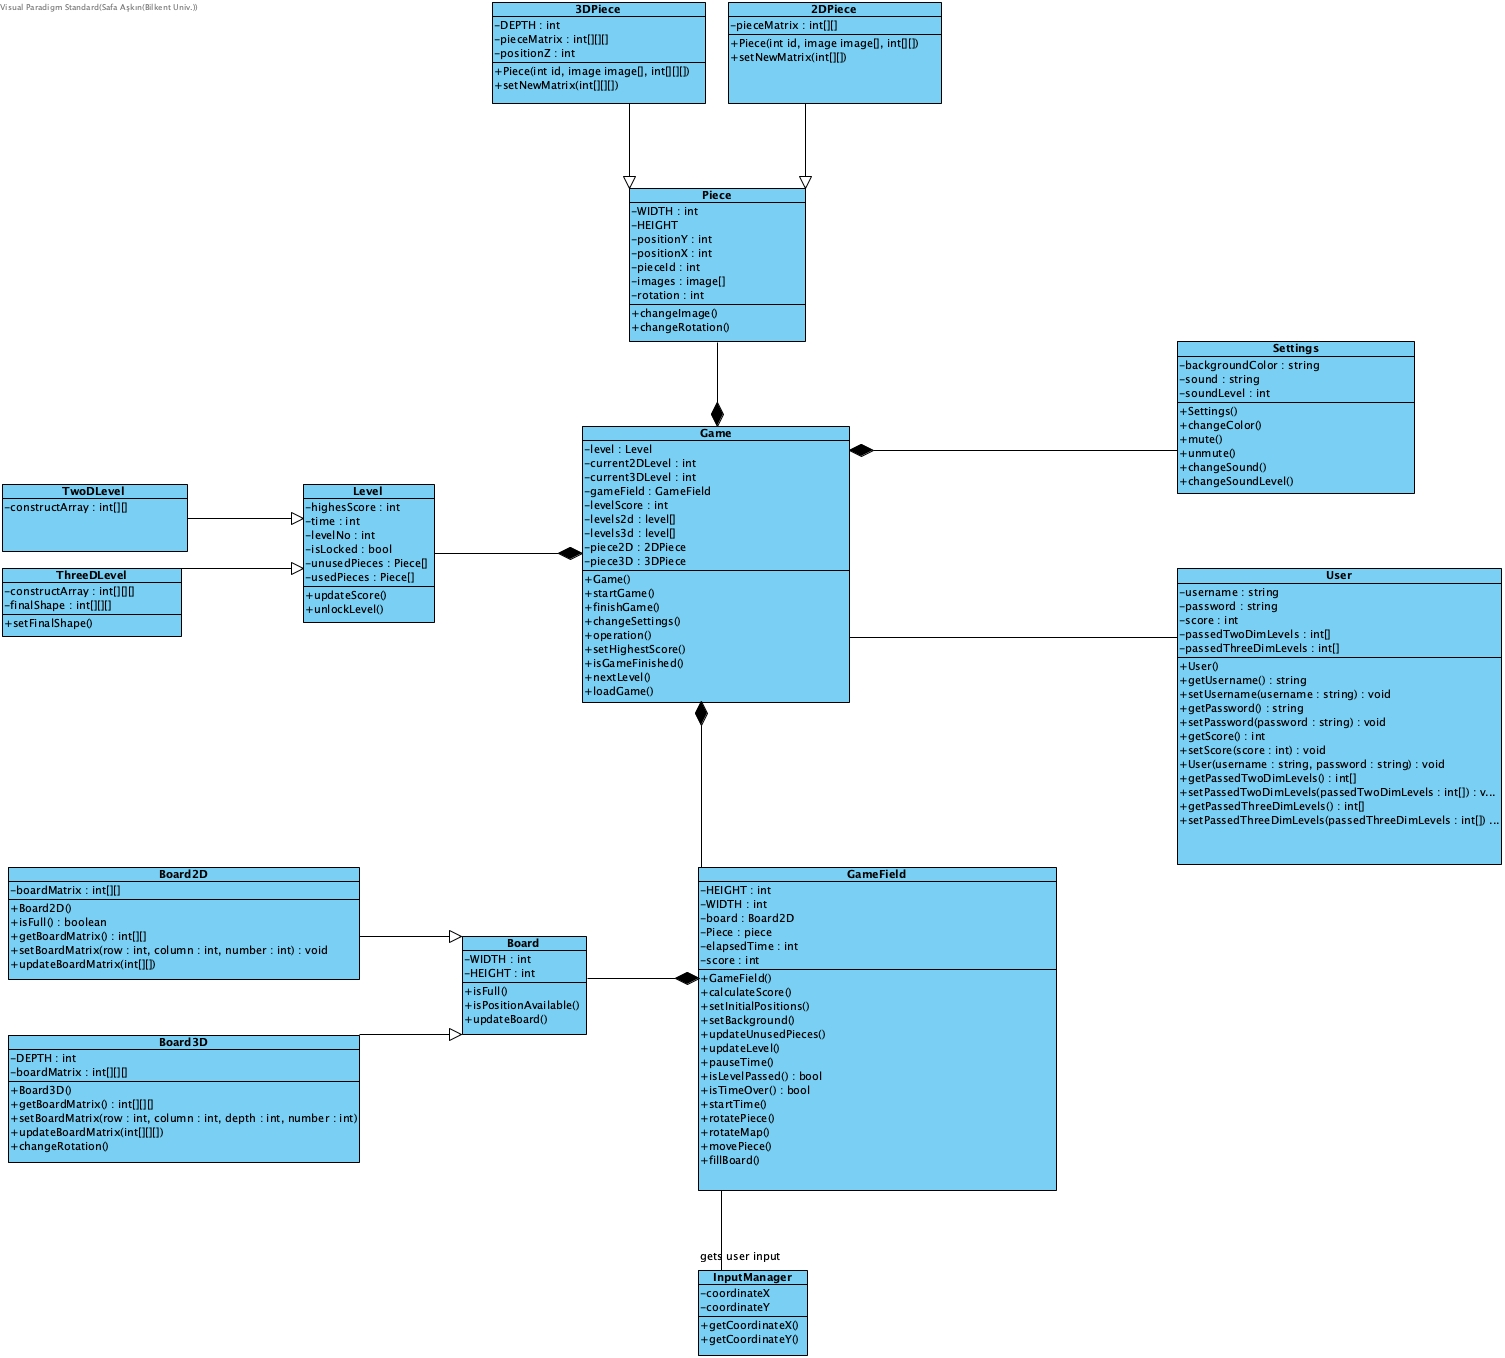 Visual Paradigm Standard(Safa Aşkın(Bilkent Univ.))
3DPiece
-DEPTH : int
-pieceMatrix : int[][][]
-positionZ : int
+Piece(int id, image image[], int[][][])
+setNewMatrix(int[][][])
2DPiece
-pieceMatrix : int[][]
+Piece(int id, image image[], int[][])
+setNewMatrix(int[][])
Piece
-WIDTH : int
-HEIGHT
-positionY : int
-positionX : int
-pieceId : int
-images : image[]
-rotation : int
+changeImage()
+changeRotation()
Settings
-backgroundColor : string
-sound : string
-soundLevel : int
+Settings()
+changeColor()
+mute()
+unmute()
+changeSound()
+changeSoundLevel()
Game
-level : Level
-current2DLevel : int
-current3DLevel : int
-gameField : GameField
-levelScore : int
-levels2d : level[]
-levels3d : level[]
-piece2D : 2DPiece
-piece3D : 3DPiece
+Game()
+startGame()
+finishGame()
+changeSettings()
+operation()
+setHighestScore()
+isGameFinished()
+nextLevel()
+loadGame()
TwoDLevel
-constructArray : int[][]
ThreeDLevel
-constructArray : int[][][]
-finalShape : int[][][]
+setFinalShape()
Level
-highesScore : int
-time : int
-levelNo : int
-isLocked : bool
-unusedPieces : Piece[]
-usedPieces : Piece[]
+updateScore()
+unlockLevel()
User
-username : string
-password : string
-score : int
-passedTwoDimLevels : int[]
-passedThreeDimLevels : int[]
+User()
+getUsername() : string
+setUsername(username : string) : void
+getPassword() : string
+setPassword(password : string) : void
+getScore() : int
+setScore(score : int) : void
+User(username : string, password : string) : void
+getPassedTwoDimLevels() : int[]
+setPassedTwoDimLevels(passedTwoDimLevels : int[]) : v...
+getPassedThreeDimLevels() : int[]
+setPassedThreeDimLevels(passedThreeDimLevels : int[]) ...
Board2D
-boardMatrix : int[][]
+Board2D()
+isFull() : boolean
+getBoardMatrix() : int[][]
+setBoardMatrix(row : int, column : int, number : int) : void
+updateBoardMatrix(int[][])
Board3D
-DEPTH : int
-boardMatrix : int[][][]
+Board3D()
+getBoardMatrix() : int[][][]
+setBoardMatrix(row : int, column : int, depth : int, number : int)
+updateBoardMatrix(int[][][])
+changeRotation()
Board
-WIDTH : int
-HEIGHT : int
+isFull()
+isPositionAvailable()
+updateBoard()
GameField
-HEIGHT : int
-WIDTH : int
-board : Board2D
-Piece : piece
-elapsedTime : int
-score : int
+GameField()
+calculateScore()
+setInitialPositions()
+setBackground()
+updateUnusedPieces()
+updateLevel()
+pauseTime()
+isLevelPassed() : bool
+isTimeOver() : bool
+startTime()
+rotatePiece()
+rotateMap()
+movePiece()
+fillBoard()
gets user input
InputManager
-coordinateX
-coordinateY
+getCoordinateX()
+getCoordinateY()